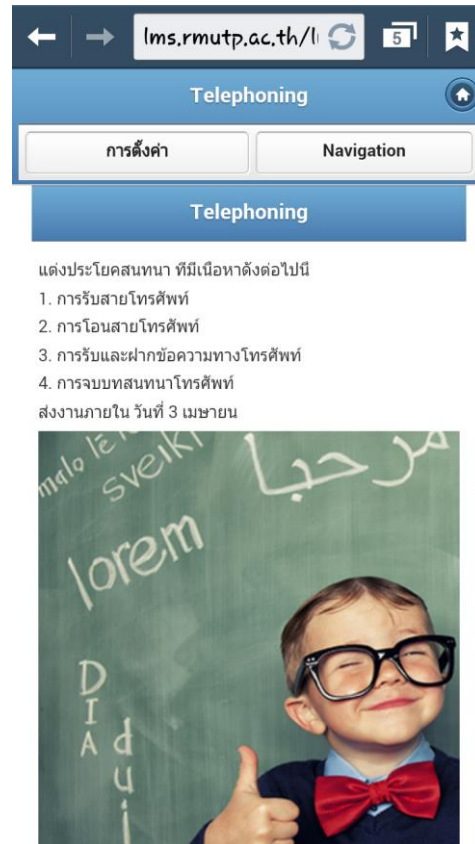 lms.rmutp.ac.th/l
5
Telephoning
การตั้งค่า
Navigation
Telephoning
แต่งประโยคสนทนา ที่มีเนื้อหาดังต่อไปนี้
1. การรับสายโทรศัพท์
2. การโอนสายโทรศัพท์
3. การรับและฝากข้อความทางโทรศัพท์
4. การจบบทสนทนาโทรศัพท์
ส่งงานภายใน วันที่ 3 เมษายน
malo
sveiki
مرحبا
lorem
DIA
dui